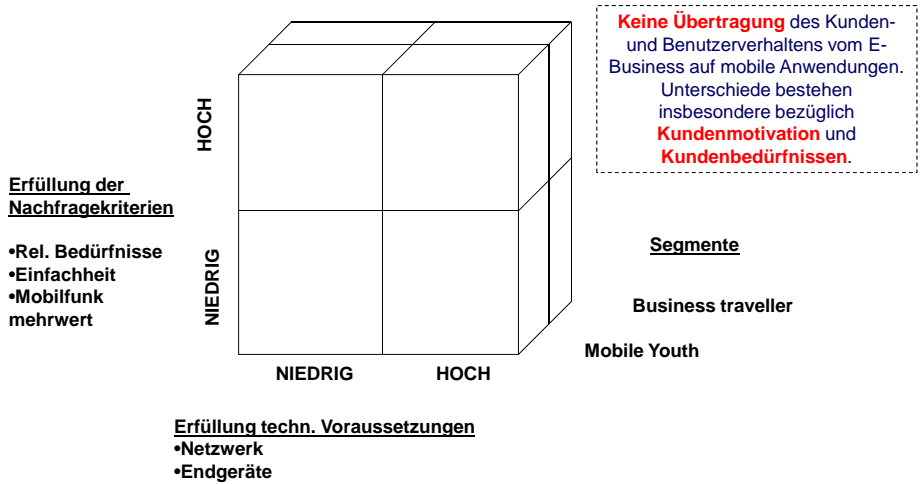 Keine Übertragung des Kunden-
und Benutzerverhaltens vom E-
Business auf mobile Anwendungen.
Unterschiede bestehen
insbesondere bezüglich
Kundenmotivation und
Kundenbedürfnissen.
HOCH
NIEDRIG
Erfüllung der
Nachfragekriterien
•Rel. Bedürfnisse
•Einfachheit
•Mobilfunk
mehrwert
Segmente
Business traveller
Mobile Youth
NIEDRIG HOCH
Erfüllung techn. Voraussetzungen
•Netzwerk
•Endgeräte